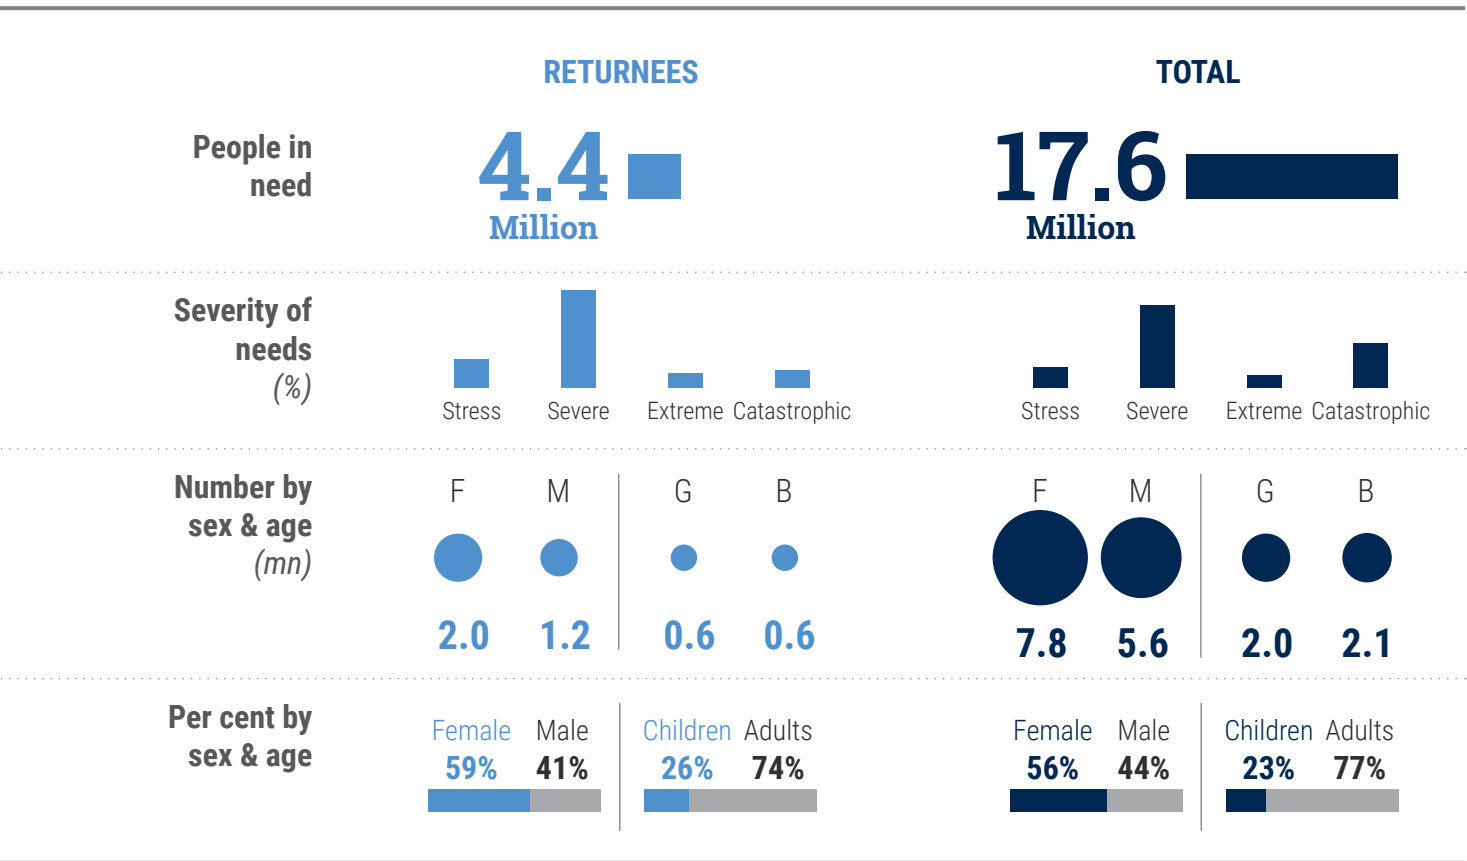 RETURNEES
TOTAL
People in
need
4.4
Million
17.6
Million
Severity of
needs
(%)
Stress Severe Extreme Catastrophic
Stress Severe Extreme Catastrophic
Number by
sex & age
(mn)
F M G B
2.0 1.2 0.6 0.6
F M G B
7.8 5.6 2.0 2.1
Per cent by
sex & age
Female Male Children Adults
59% 41% 26% 74%
Female Male Children Adults
56% 44% 23% 77%